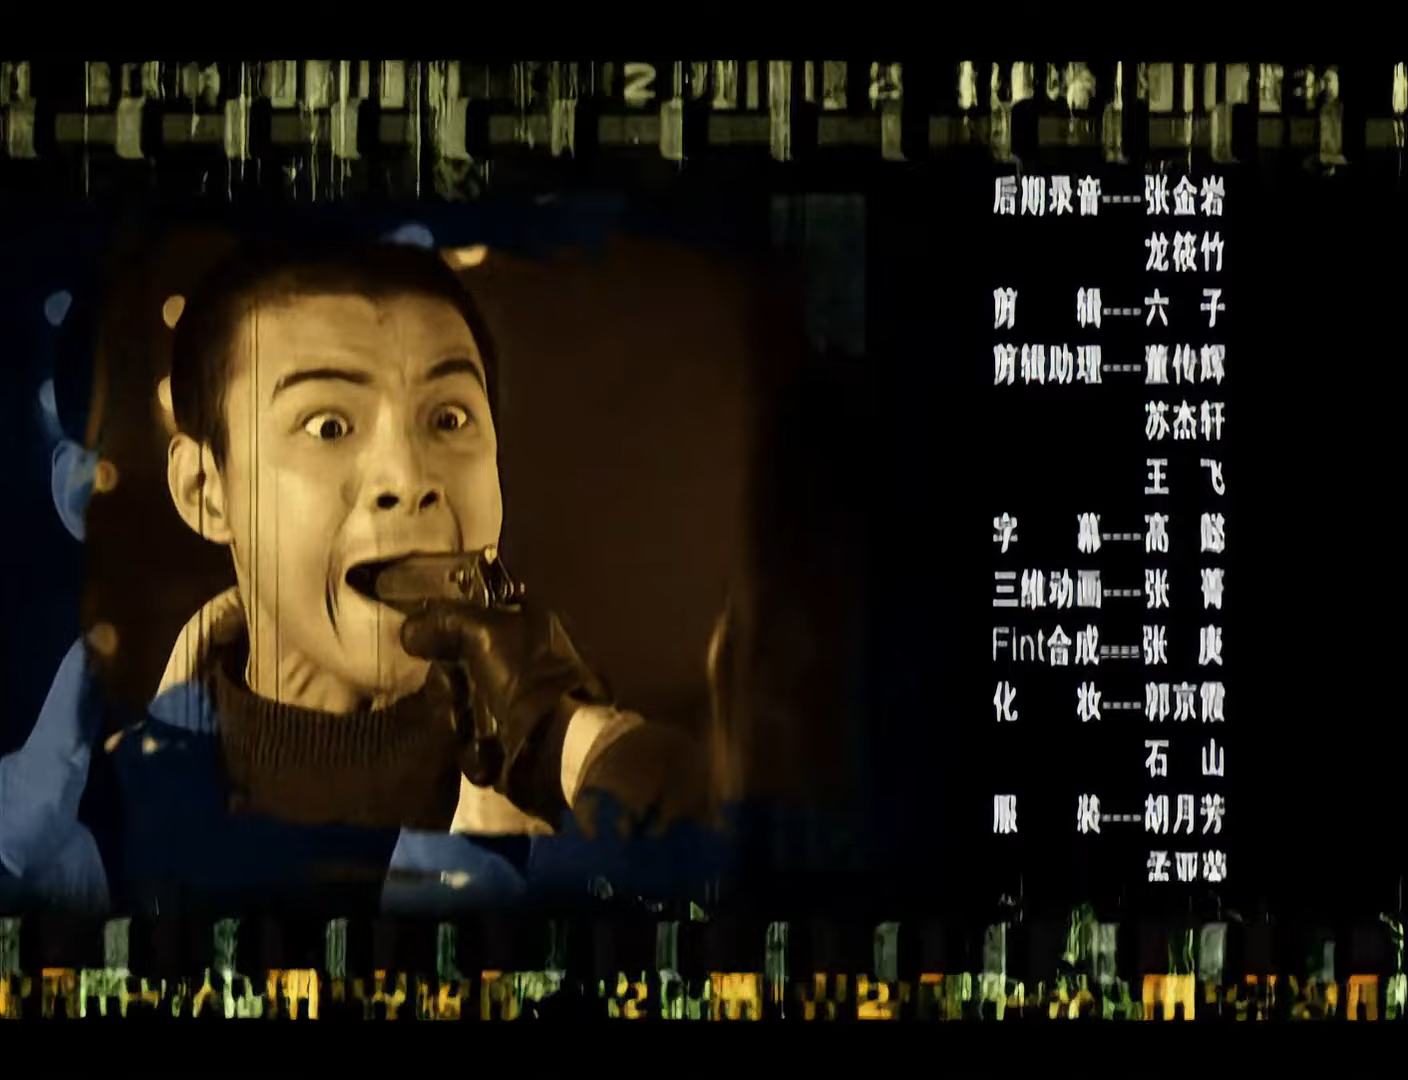 后期录音----张金岩
龙筱竹
剪 辑----六 子
剪辑助理----董传辉
苏杰轩
王 飞
字 幕----高
三维动画----张 菁
Fint合成----张 庚
化 妆----郭京霞
石 山
服 装----胡月芳